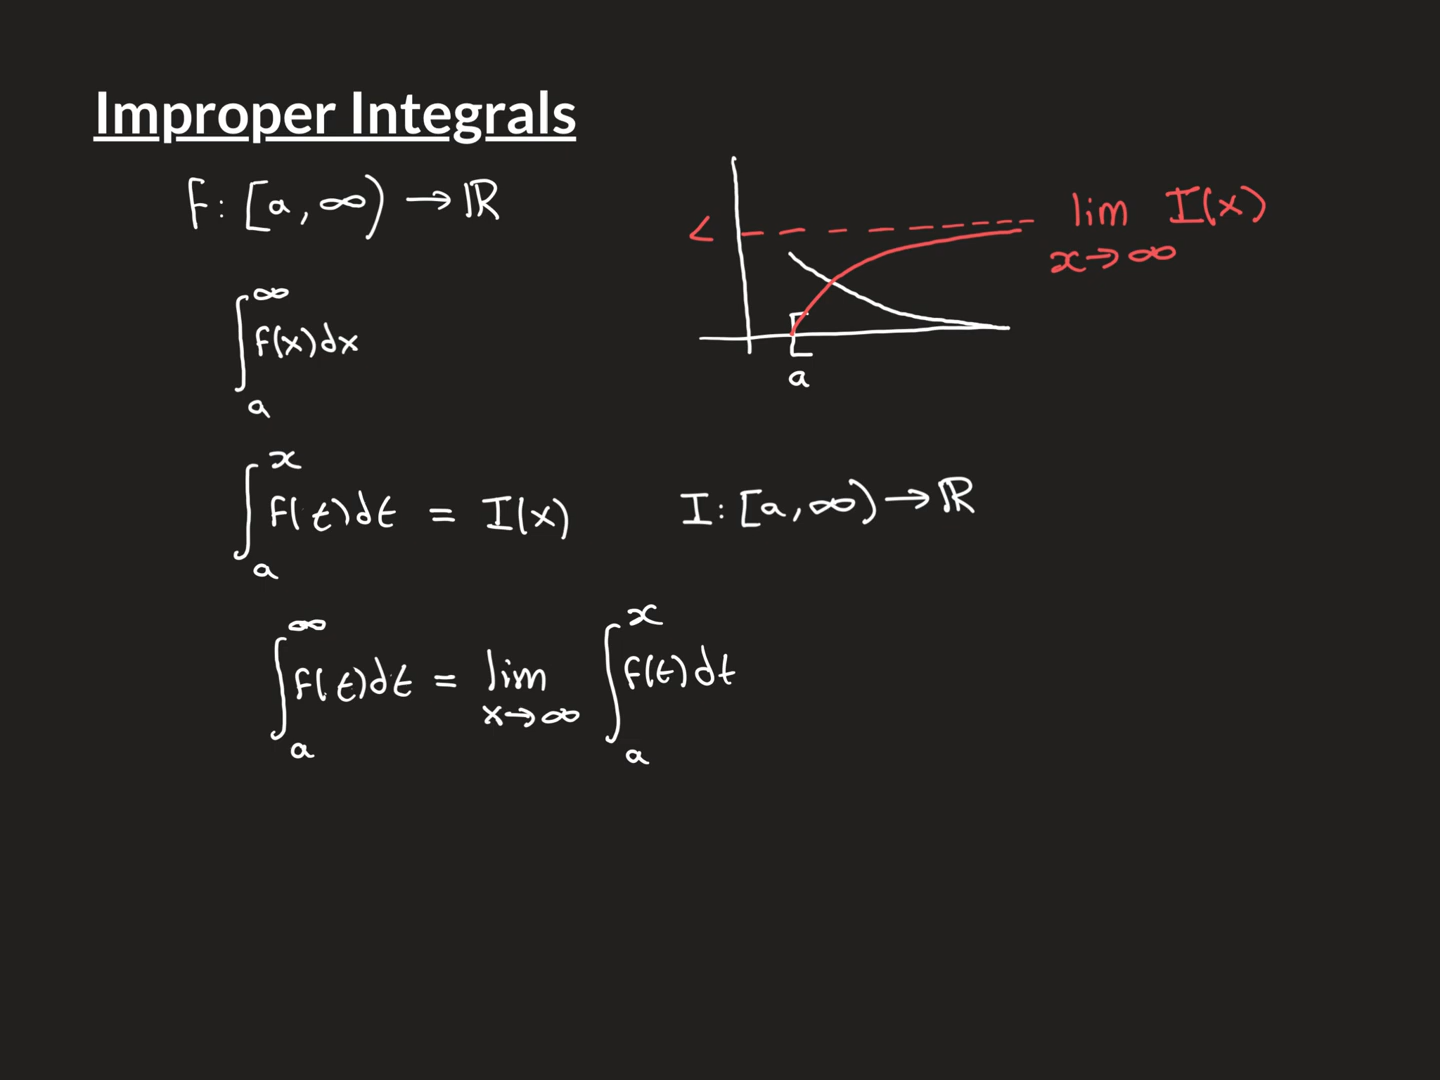 Improper Integrals
f: [a, ∞) → ℝ
L
lim I(x)
x→∞
a
∫_a^∞ f(x)dx
∫_a^x f(t)dt = I(x)
I: [a, ∞) → ℝ
∫_a^∞ f(t)dt = lim_{x→∞} ∫_a^x f(t)dt